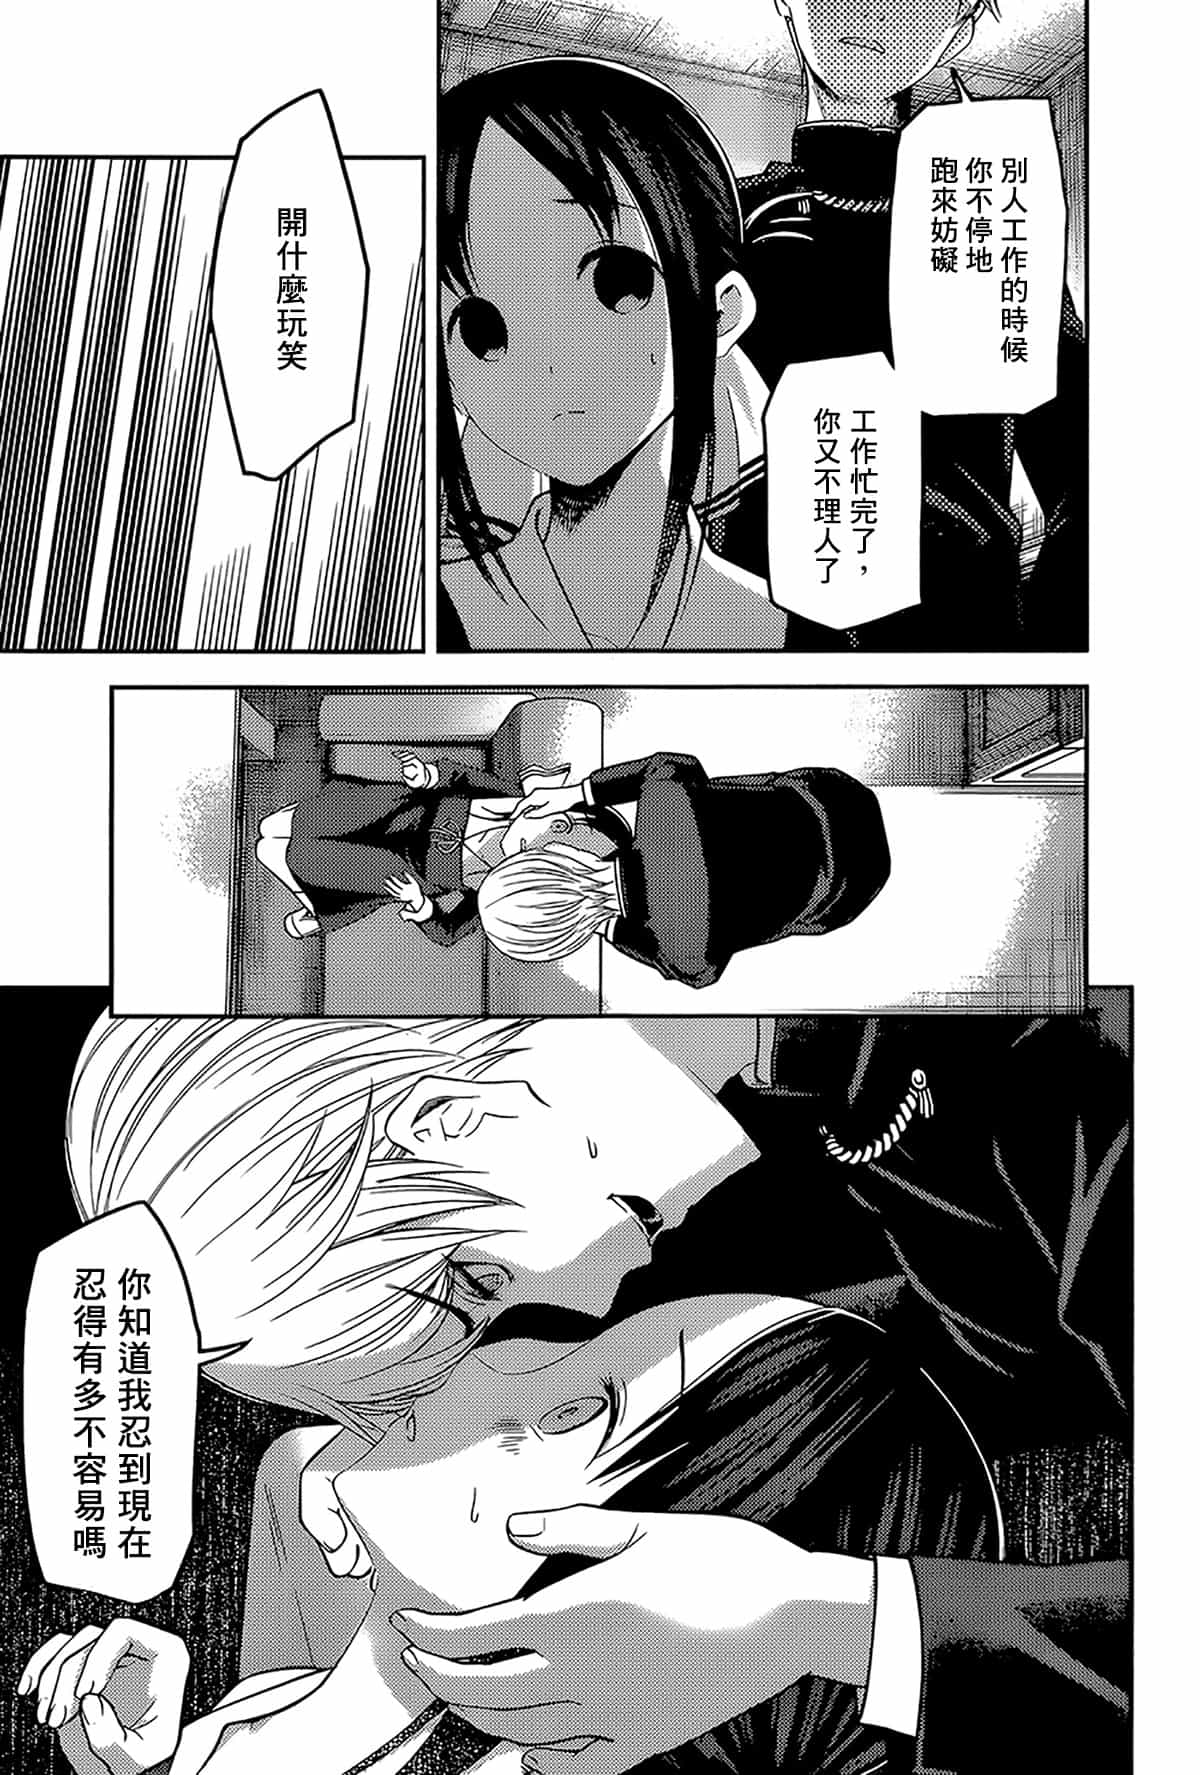 別人工作的時候
你不停地
跑來妨礙
工作忙完了，
你又不理人了
開什麼玩笑
你知道我忍到現在
忍得有多不容易嗎